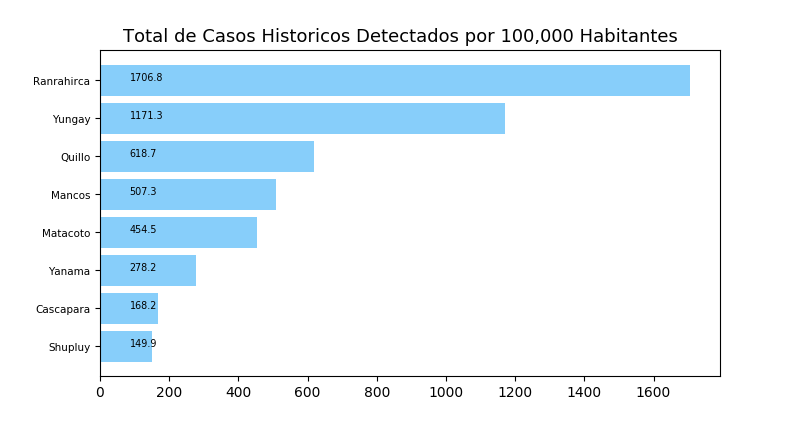 Total de Casos Historicos Detectados por 100,000 Habitantes
Ranrahirca 1706.8
Yungay 1171.3
Quillo 618.7
Mancos 507.3
Matacoto 454.5
Yanama 278.2
Cascapara 168.2
Shupluy 149.9
0 200 400 600 800 1000 1200 1400 1600